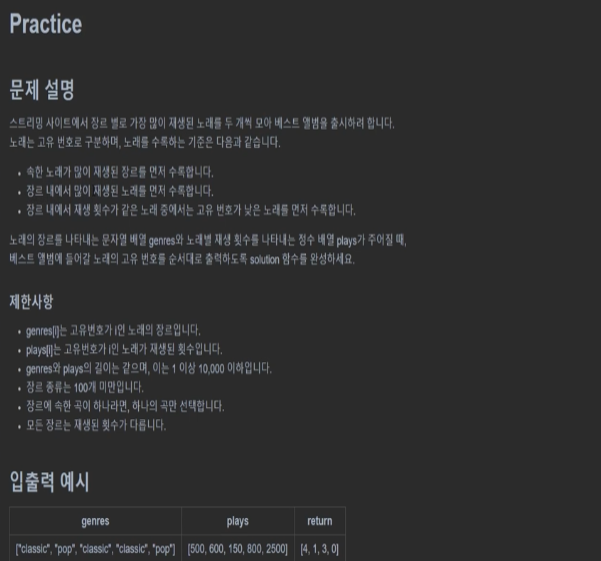 Practice
문제 설명
스트리밍 사이트에서 장르 별로 가장 많이 재생된 노래를 두 개씩 모아 베스트 앨범을 출시하려 합니다.
노래는 고유 번호로 구분하며, 노래를 수록하는 기준은 다음과 같습니다.
• 속한 노래가 많이 재생된 장르를 먼저 수록합니다.
• 장르 내에서 많이 재생된 노래를 먼저 수록합니다.
• 장르 내에서 재생 횟수가 같은 노래 중에서는 고유 번호가 낮은 노래를 먼저 수록합니다.
노래의 장르를 나타내는 문자열 배열 genres와 노래별 재생 횟수를 나타내는 정수 배열 plays가 주어질 때,
베스트 앨범에 들어갈 노래의 고유 번호를 순서대로 출력하도록 solution 함수를 완성하세요.
제한사항
• genres[i]는 고유번호가 i인 노래의 장르입니다.
• plays[i]는 고유번호가 i인 노래가 재생된 횟수입니다.
• genres와 plays의 길이는 같으며, 이는 1 이상 10,000 이하입니다.
• 장르 종류는 100개 미만입니다.
• 장르에 속한 곡이 하나라면, 하나의 곡만 선택합니다.
• 모든 장르는 재생된 횟수가 다릅니다.
입출력 예시
genres plays return
["classic", "pop", "classic", "classic", "pop"] [500, 600, 150, 800, 2500] [4, 1, 3, 0]